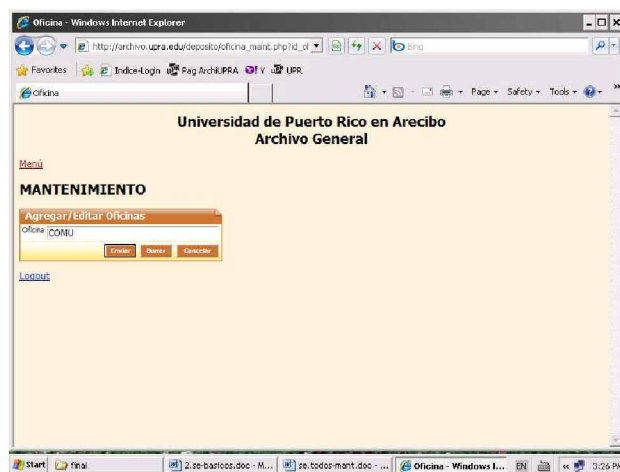 Oficina - Windows Internet Explorer
http://archivo.upra.edu/deposito/oficina_maint.php?id_of
Bing
Favorites Indice-Login Pag ArchiUPRA Y UPR
Oficina
Page Safety Tools
Universidad de Puerto Rico en Arecibo
Archivo General
Menú
MANTENIMIENTO
Agregar/Editar Oficinas
Oficina COMU
Enviar Borrar Cancelar
Logout
Start final 2.se-basicos.doc - M... se.todos-mant.doc - ... Oficina - Windows I... EN 3:26 PM